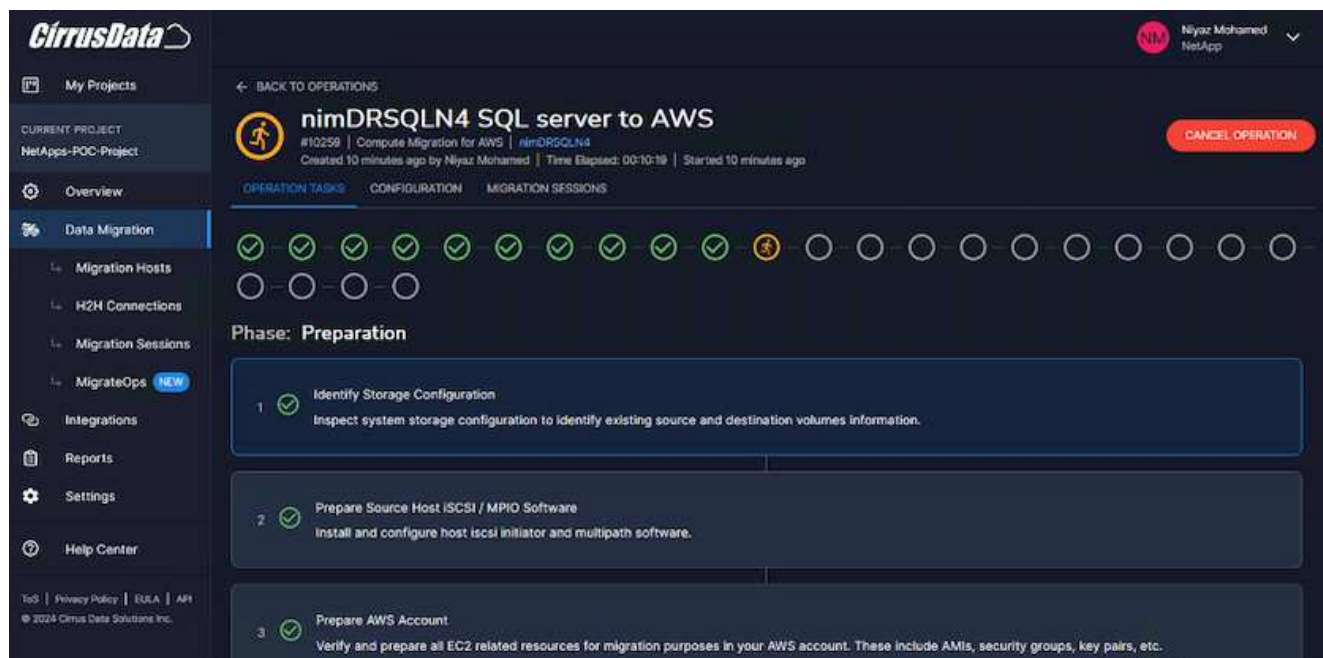 CirrusData
NM
Niyaz Mohamed
NetApp
My Projects
CURRENT PROJECT
NetApps-POC-Project
Overview
Data Migration
Migration Hosts
H2H Connections
Migration Sessions
MigrateOps NEW
Integrations
Reports
Settings
Help Center
ToS | Privacy Policy | EULA | API
© 2024 Cirrus Data Solutions Inc.
← BACK TO OPERATIONS
nimDRSQLN4 SQL server to AWS
#10259 | Compute Migration for AWS | nimDRSQLN4
Created 10 minutes ago by Niyaz Mohamed | Time Elapsed: 00:10:19 | Started 10 minutes ago
CANCEL OPERATION
OPERATION TASKS CONFIGURATION MIGRATION SESSIONS
Phase: Preparation
1 Identify Storage Configuration
Inspect system storage configuration to identify existing source and destination volumes information.
2 Prepare Source Host iSCSI / MPIO Software
Install and configure host iscsi initiator and multipath software.
3 Prepare AWS Account
Verify and prepare all EC2 related resources for migration purposes in your AWS account. These include AMIs, security groups, key pairs, etc.